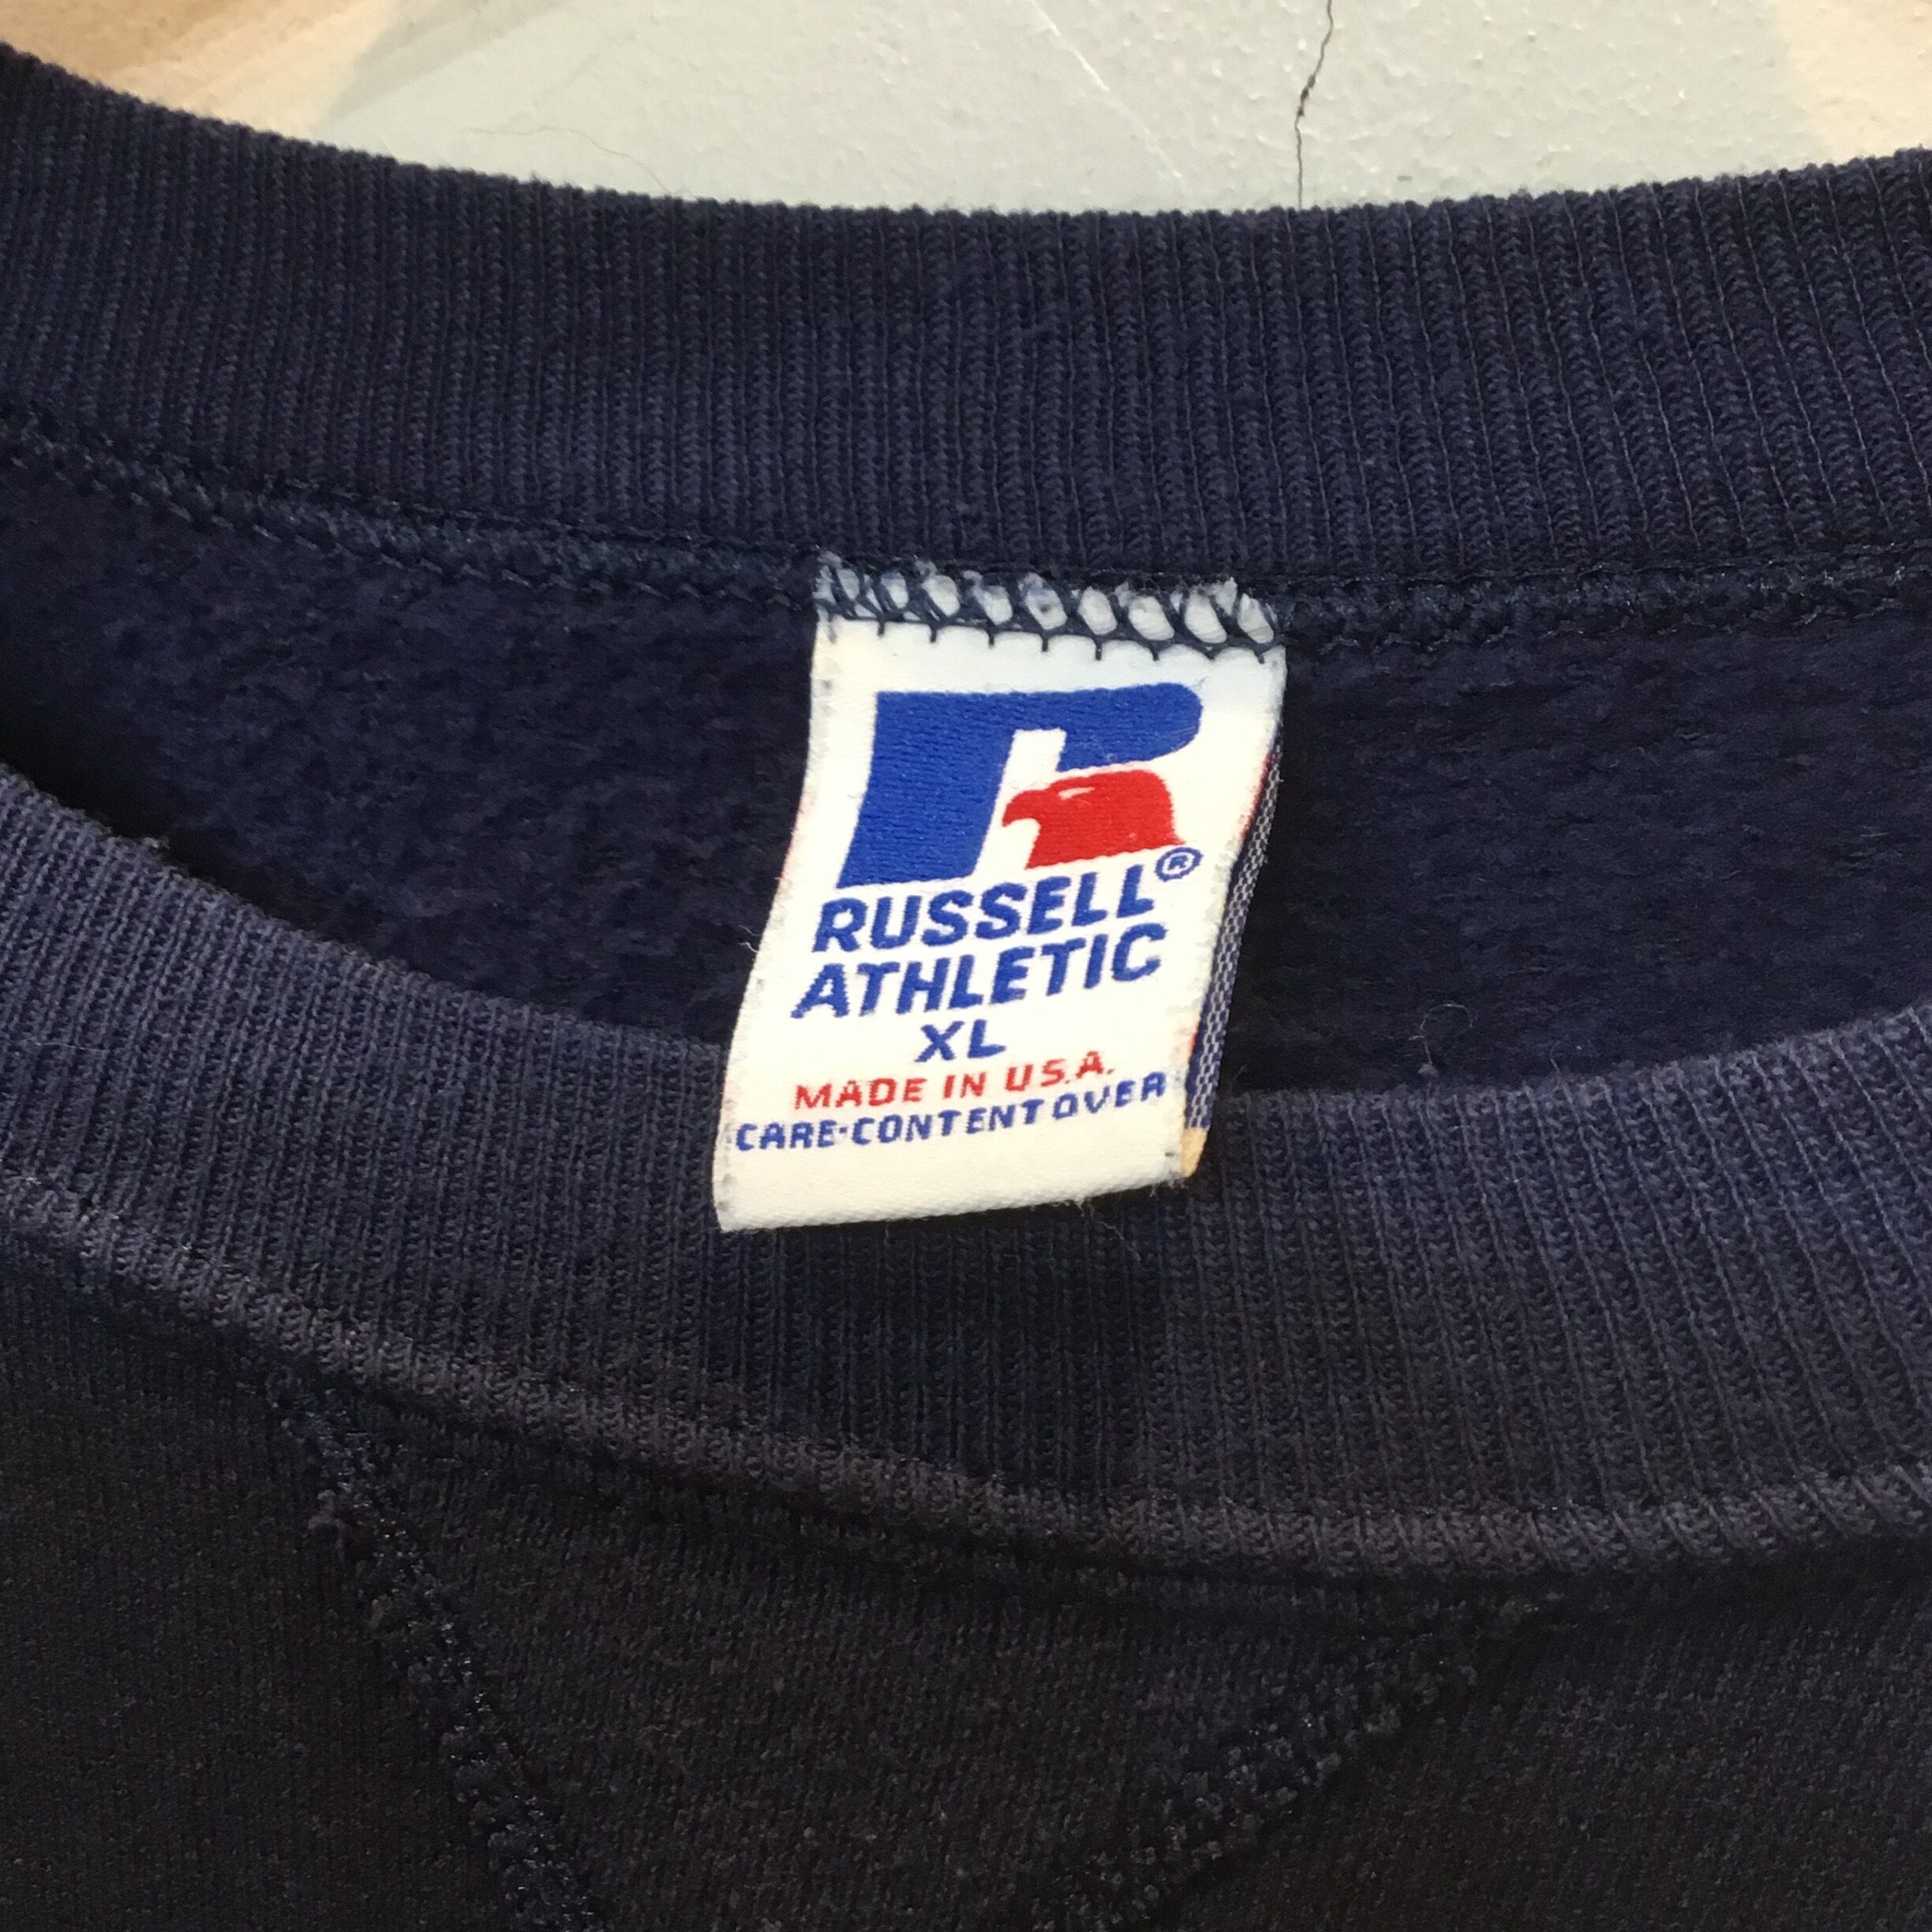 RUSSELL®
ATHLETIC
XL
MADE IN U.S.A.
CARE·CONTENT OVER